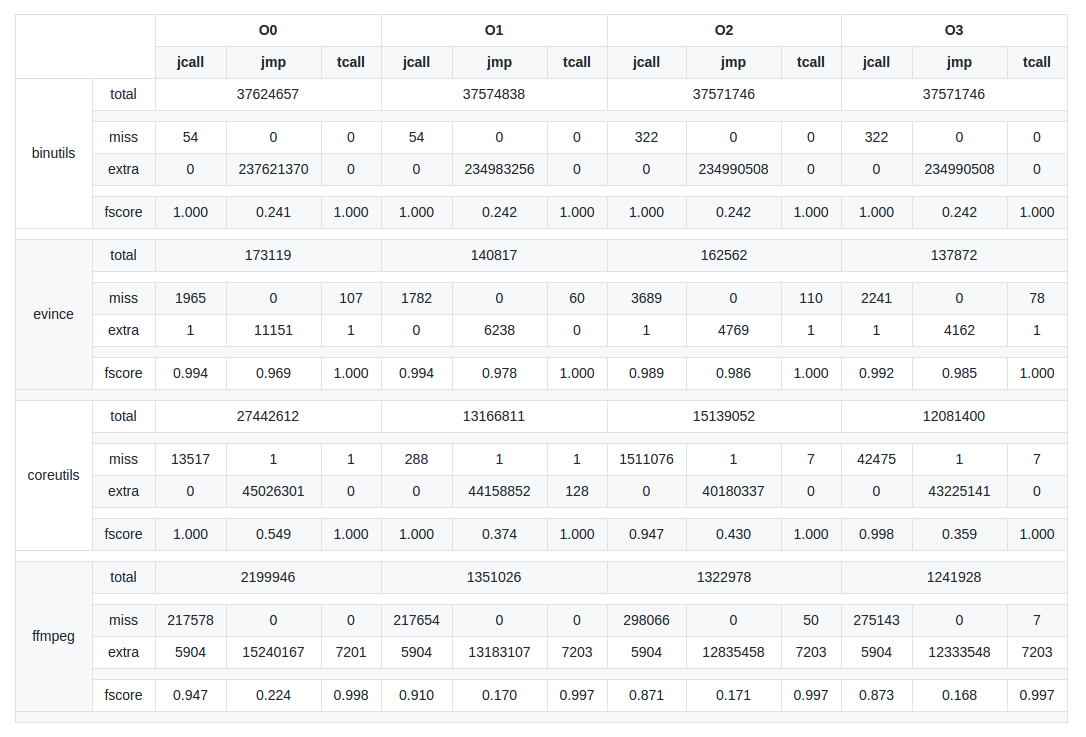 O0 O1 O2 O3
jcall jmp tcall jcall jmp tcall jcall jmp tcall jcall jmp tcall
binutils
total 37624657 37574838 37571746 37571746
miss 54 0 0 54 0 0 322 0 0 322 0 0
extra 0 237621370 0 0 234983256 0 0 234990508 0 0 234990508 0
fscore 1.000 0.241 1.000 1.000 0.242 1.000 1.000 0.242 1.000 1.000 0.242 1.000
evince
total 173119 140817 162562 137872
miss 1965 0 107 1782 0 60 3689 0 110 2241 0 78
extra 1 11151 1 0 6238 0 1 4769 1 1 4162 1
fscore 0.994 0.969 1.000 0.994 0.978 1.000 0.989 0.986 1.000 0.992 0.985 1.000
coreutils
total 27442612 13166811 15139052 12081400
miss 13517 1 1 288 1 1 1511076 1 7 42475 1 7
extra 0 45026301 0 0 44158852 128 0 40180337 0 0 43225141 0
fscore 1.000 0.549 1.000 1.000 0.374 1.000 0.947 0.430 1.000 0.998 0.359 1.000
ffmpeg
total 2199946 1351026 1322978 1241928
miss 217578 0 0 217654 0 0 298066 0 50 275143 0 7
extra 5904 15240167 7201 5904 13183107 7203 5904 12835458 7203 5904 12333548 7203
fscore 0.947 0.224 0.998 0.910 0.170 0.997 0.871 0.171 0.997 0.873 0.168 0.997